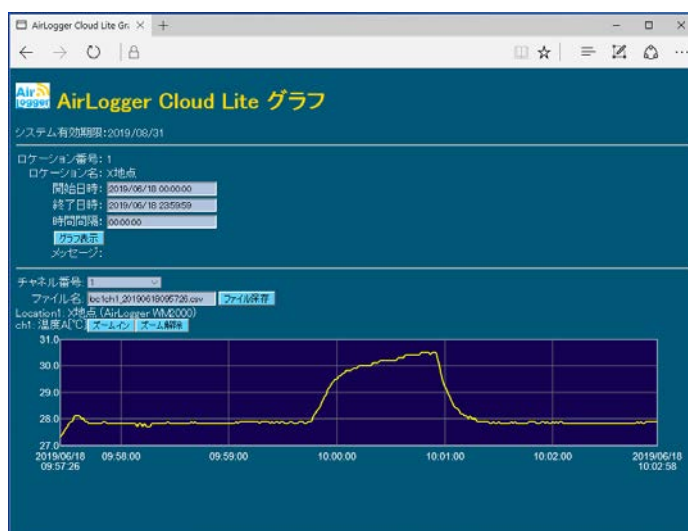 AirLogger Cloud Lite Gra
Air Logger
AirLogger Cloud Lite グラフ
システム有効期限:2019/08/31
ロケーション番号: 1
ロケーション名: X地点
開始日時: 2019/06/18 00:00:00
終了日時: 2019/06/18 23:59:59
時間間隔: 00:00:00
グラフ表示
メッセージ:
チャネル番号: 1
ファイル名: loc1ch1_20190618095726.csv ファイル保存
Location1: X地点 (AirLogger WM2000)
ch1: 温度A[℃] ズームイン ズーム解除
31.0
30.0
29.0
28.0
27.0
2019/06/18 09:57:26 09:58:00 09:59:00 10:00:00 10:01:00 10:02:00 2019/06/18 10:02:58